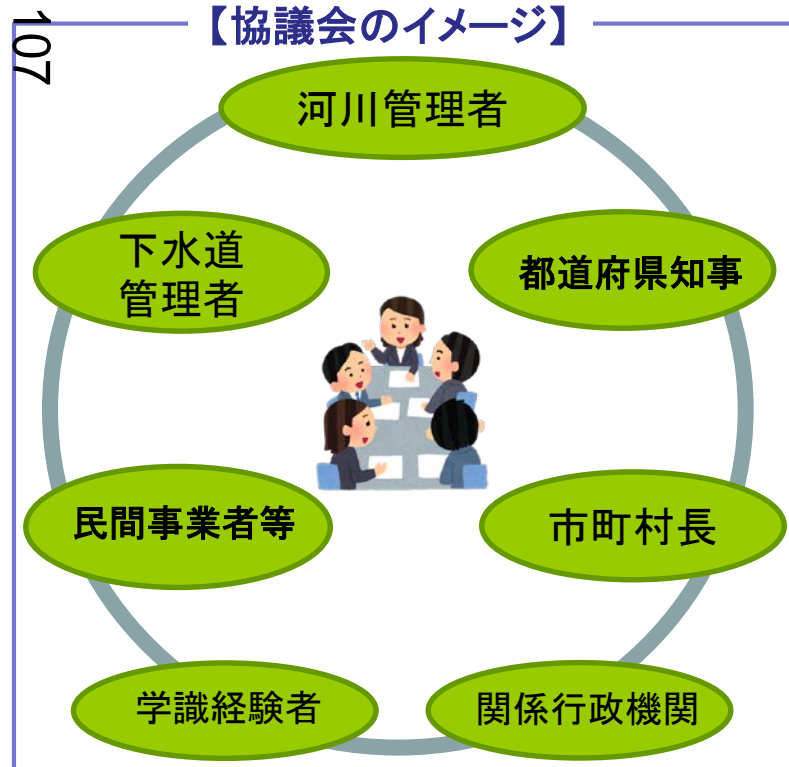 107
【協議会のイメージ】
河川管理者
下水道
管理者
都道府県知事
民間事業者等
市町村長
学識経験者
関係行政機関